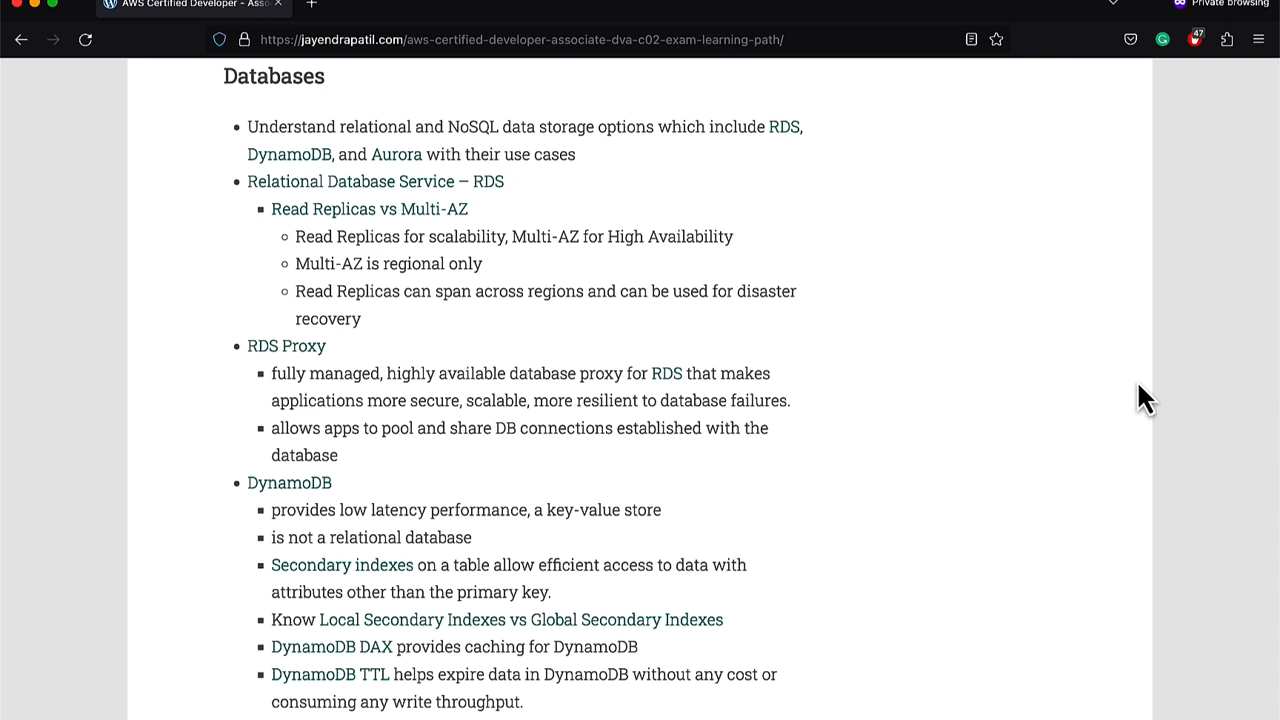 AWS Certified Developer - Asso
Private browsing
https://jayendrapatil.com/aws-certified-developer-associate-dva-c02-exam-learning-path/
47
Databases
Understand relational and NoSQL data storage options which include RDS,
DynamoDB, and Aurora with their use cases
Relational Database Service – RDS
Read Replicas vs Multi-AZ
Read Replicas for scalability, Multi-AZ for High Availability
Multi-AZ is regional only
Read Replicas can span across regions and can be used for disaster
recovery
RDS Proxy
fully managed, highly available database proxy for RDS that makes
applications more secure, scalable, more resilient to database failures.
allows apps to pool and share DB connections established with the
database
DynamoDB
provides low latency performance, a key-value store
is not a relational database
Secondary indexes on a table allow efficient access to data with
attributes other than the primary key.
Know Local Secondary Indexes vs Global Secondary Indexes
DynamoDB DAX provides caching for DynamoDB
DynamoDB TTL helps expire data in DynamoDB without any cost or
consuming any write throughput.